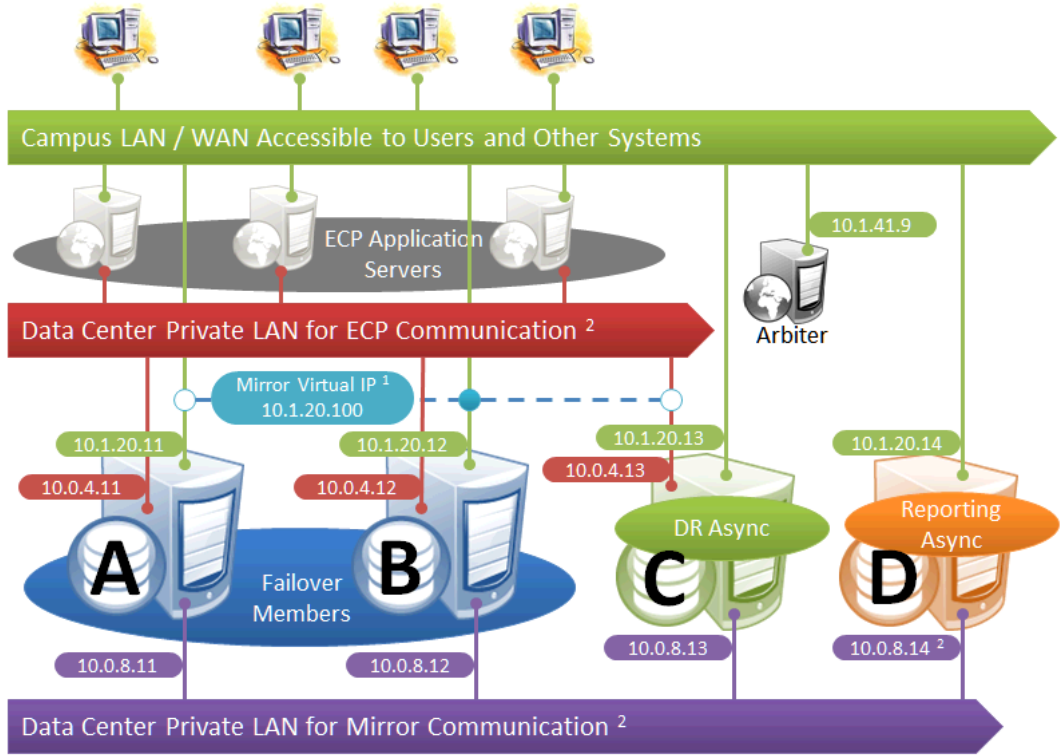 Campus LAN / WAN Accessible to Users and Other Systems
10.1.41.9
ECP Application
Servers
Arbiter
Data Center Private LAN for ECP Communication 2
Mirror Virtual IP 1
10.1.20.100
10.1.20.11
10.1.20.12
10.1.20.13
10.1.20.14
10.0.4.11
10.0.4.12
10.0.4.13
DR Async
Reporting
Async
A
B
C
D
Failover
Members
10.0.8.11
10.0.8.12
10.0.8.13
10.0.8.14 2
Data Center Private LAN for Mirror Communication 2